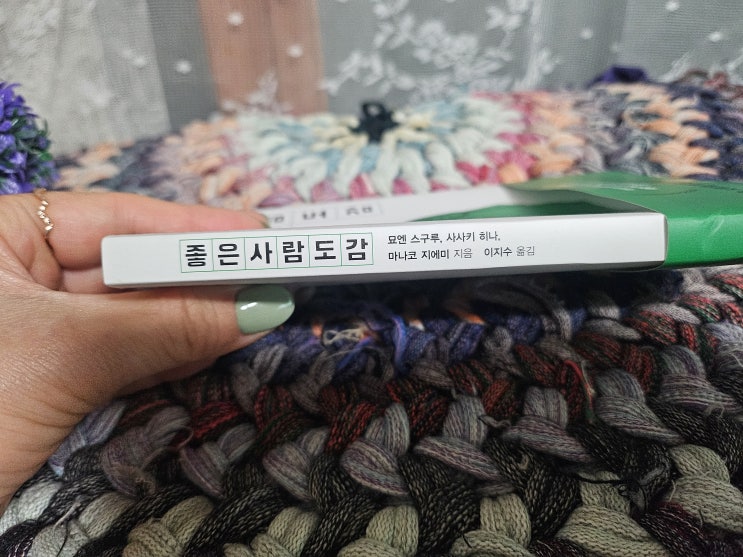 좋은사람도감
묘엔 스구루, 사사키 히나,
마나코 지에미 지음 이지수 옮김